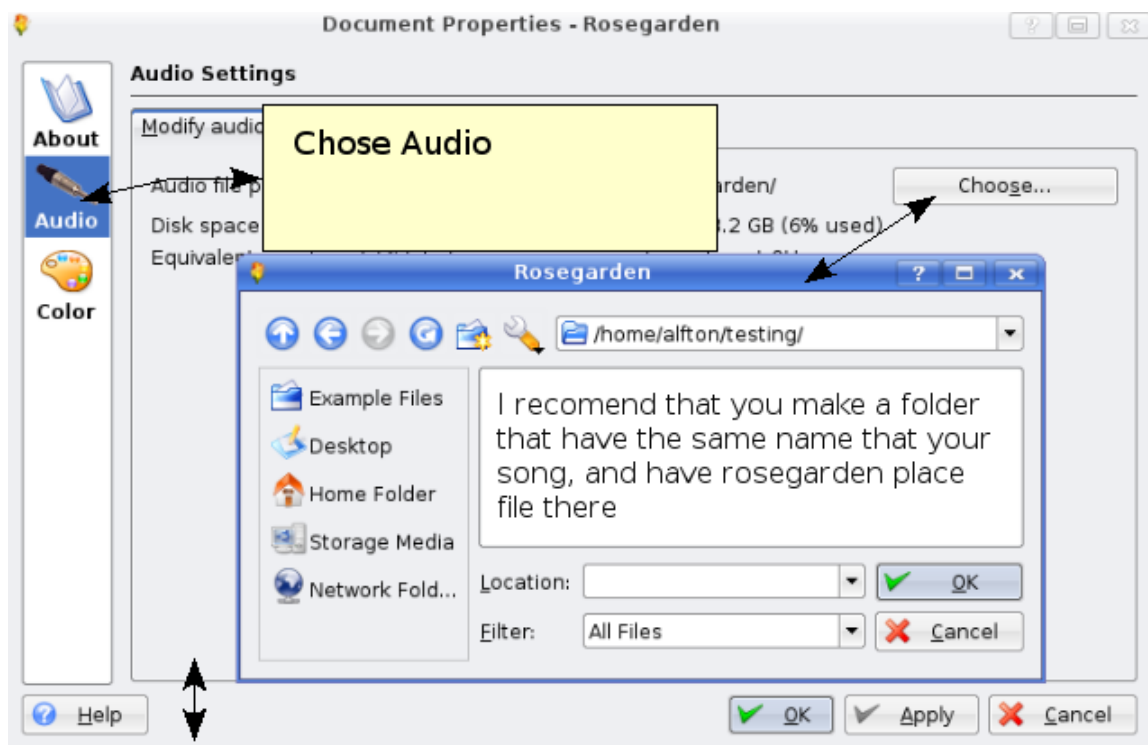 Document Properties - Rosegarden
Audio Settings
About
Audio
Color
Modify audio
Chose Audio
Audio file p
arden/
Choose...
Disk space
.2 GB (6% used)
Equivalen
Rosegarden
/home/alfton/testing/
Example Files
Desktop
Home Folder
Storage Media
Network Fold...
I recomend that you make a folder
that have the same name that your
song, and have rosegarden place
file there
Location:
OK
Filter:
All Files
Cancel
Help
OK
Apply
Cancel